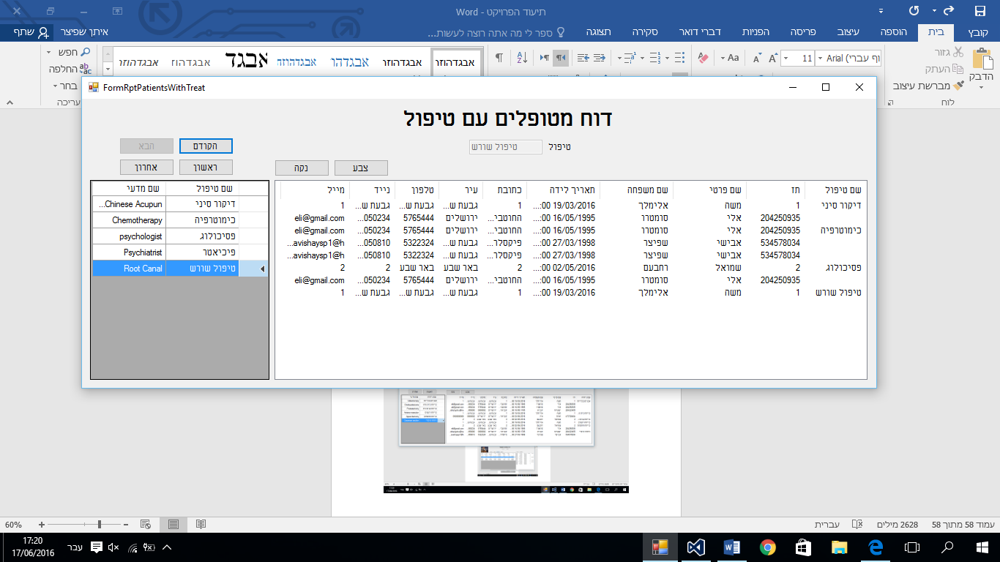 תיעוד הפרויקט - Word
קובץ
בית
הוספה
עיצוב
פריסה
הפניות
דברי דואר
סקירה
תצוגה
ספר לי מה אתה רוצה לעשות...
איתן שפיצר
שתף
גזור
העתק
מברשת עיצוב
הדבק
לוח
Arial (גוף עברי)
11
Aa
אבגדהוזר
אבגדהוזר
אבגדהו
אבגדהוזח
אבגד
אבגדהוזר
אבגדהוזר
חפש
החלפה
בחר
עריכה
FormRptPatientsWithTreat
דוח מטופלים עם טיפול
טיפול
טיפול שורש
הקודם
הבא
ראשון
אחרון
צבע
נקה
שם טיפול שם מדעי
דיקור סיני Chinese Acupun...
כימוטרפיה Chemotherapy
פסיכולוג psychologist
פיכיאטר Psychiatrist
טיפול שורש Root Canal
שם טיפול תז שם פרטי שם משפחה תאריך לידה כתובת עיר טלפון נייד מייל
דיקור סיני 1 משה אלימלך 19/03/2016 00:... 1 גבעת ש... גבעת ש... גבעת ש... 1
204250935 אלי סומטרו 16/05/1995 00:... החוטבי... ירושלים 5765444 050234... eli@gmail.com
כימוטרפיה 204250935 אלי סומטרו 16/05/1995 00:... החוטבי... ירושלים 5765444 050234... eli@gmail.com
534578034 אבישי שפיצר 27/03/1998 00:... פיקסלר... גבעת ש... 5322324 050810... avishaysp1@h...
534578034 אבישי שפיצר 27/03/1998 00:... פיקסלר... גבעת ש... 5322324 050810... avishaysp1@h...
פסיכולוג 2 שמואל רחבעם 02/05/2016 00:... 2 באר שבע באר שבע 2 2
204250935 אלי סומטרו 16/05/1995 00:... החוטבי... ירושלים 5765444 050234... eli@gmail.com
טיפול שורש 1 משה אלימלך 19/03/2016 00:... 1 גבעת ש... גבעת ש... גבעת ש... 1
עמוד 58 מתוך 58
2628 מילים
עברית
60%
עבר
17:20
17/06/2016